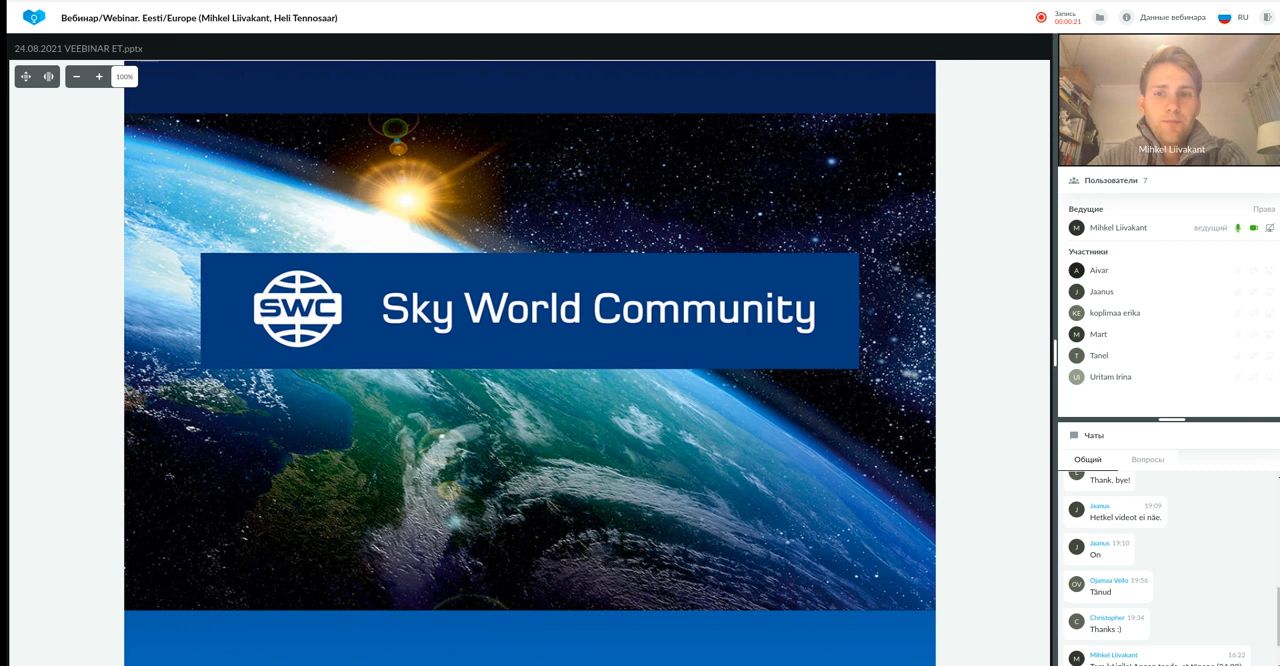 Вебинар/Webinar. Eesti/Europe (Mihkel Liivakant, Heli Tennosaar)
Запись
00:00:21
Данные вебинара
RU
24.08.2021 VEEBINAR ET.pptx
100%
SWC
Sky World Community
Mihkel Liivakant
Пользователи 7
Ведущие Права
M Mihkel Liivakant ведущий
Участники
A Aivar
J Jaanus
KE koplimaa erika
M Mart
T Tanel
UI Uritam Irina
Чаты
Общий Вопросы
Thank, bye!
J Jaanus 19:09
Hetkel videot ei näe.
J Jaanus 19:10
On
OV Ojamaa Vello 19:56
Tänud
C Christopher 19:34
Thanks :)
M Mihkel Liivakant 16:22